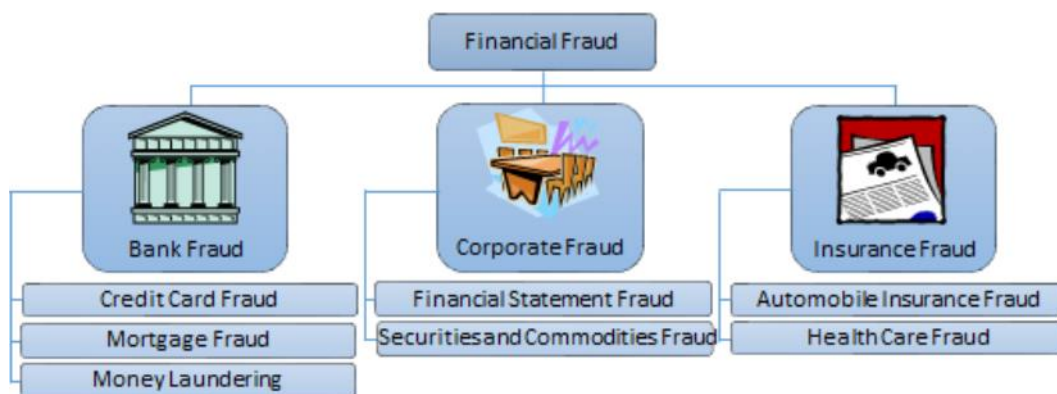 Financial Fraud
Bank Fraud
Corporate Fraud
Insurance Fraud
Credit Card Fraud
Financial Statement Fraud
Automobile Insurance Fraud
Mortgage Fraud
Securities and Commodities Fraud
Health Care Fraud
Money Laundering